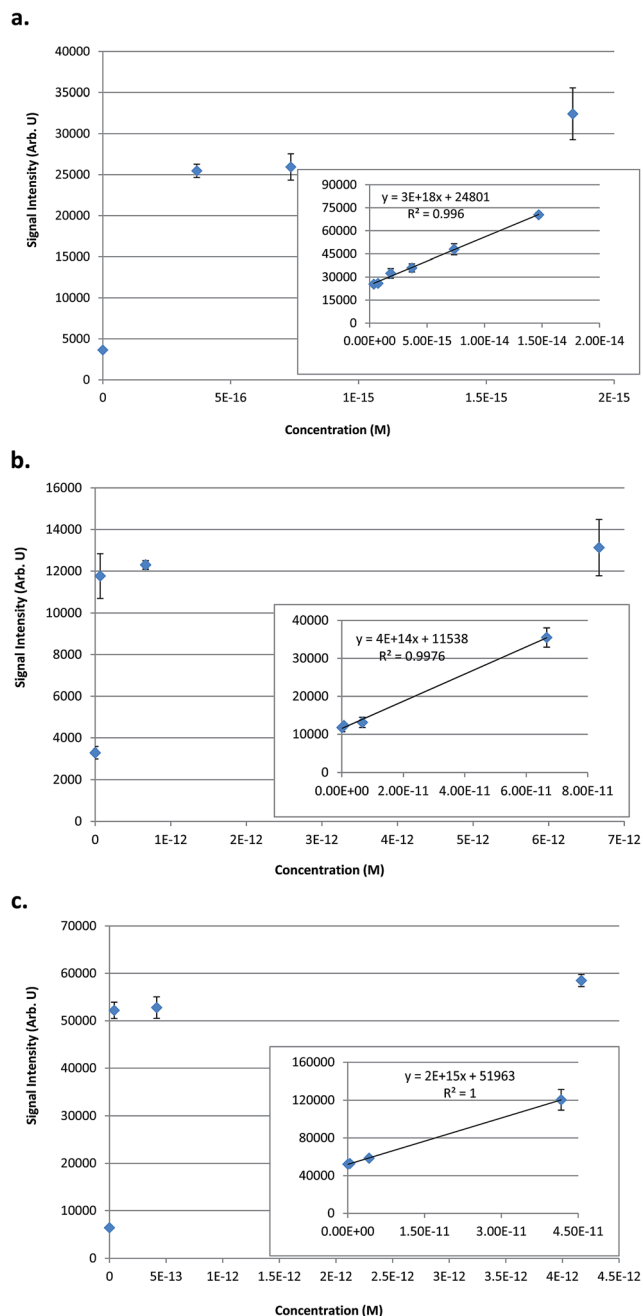 a.
Signal Intensity (Arb. U)
40000
35000
30000
25000
20000
15000
10000
5000
0
0
5E-16
1E-15
1.5E-15
2E-15
Concentration (M)
90000
75000
60000
45000
30000
15000
0
0.00E+00
5.00E-15
1.00E-14
1.50E-14
2.00E-14
y = 3E+18x + 24801
R² = 0.996
b.
Signal Intensity (Arb. U)
16000
14000
12000
10000
8000
6000
4000
2000
0
0
1E-12
2E-12
3E-12
4E-12
5E-12
6E-12
7E-12
Concentration (M)
40000
30000
20000
10000
0
0.00E+00
2.00E-11
4.00E-11
6.00E-11
8.00E-11
y = 4E+14x + 11538
R² = 0.9976
c.
Signal Intensity (Arb. U)
70000
60000
50000
40000
30000
20000
10000
0
0
5E-13
1E-12
1.5E-12
2E-12
2.5E-12
3E-12
3.5E-12
4E-12
4.5E-12
Concentration (M)
160000
120000
80000
40000
0
0.00E+00
1.50E-11
3.00E-11
4.50E-11
y = 2E+15x + 51963
R² = 1